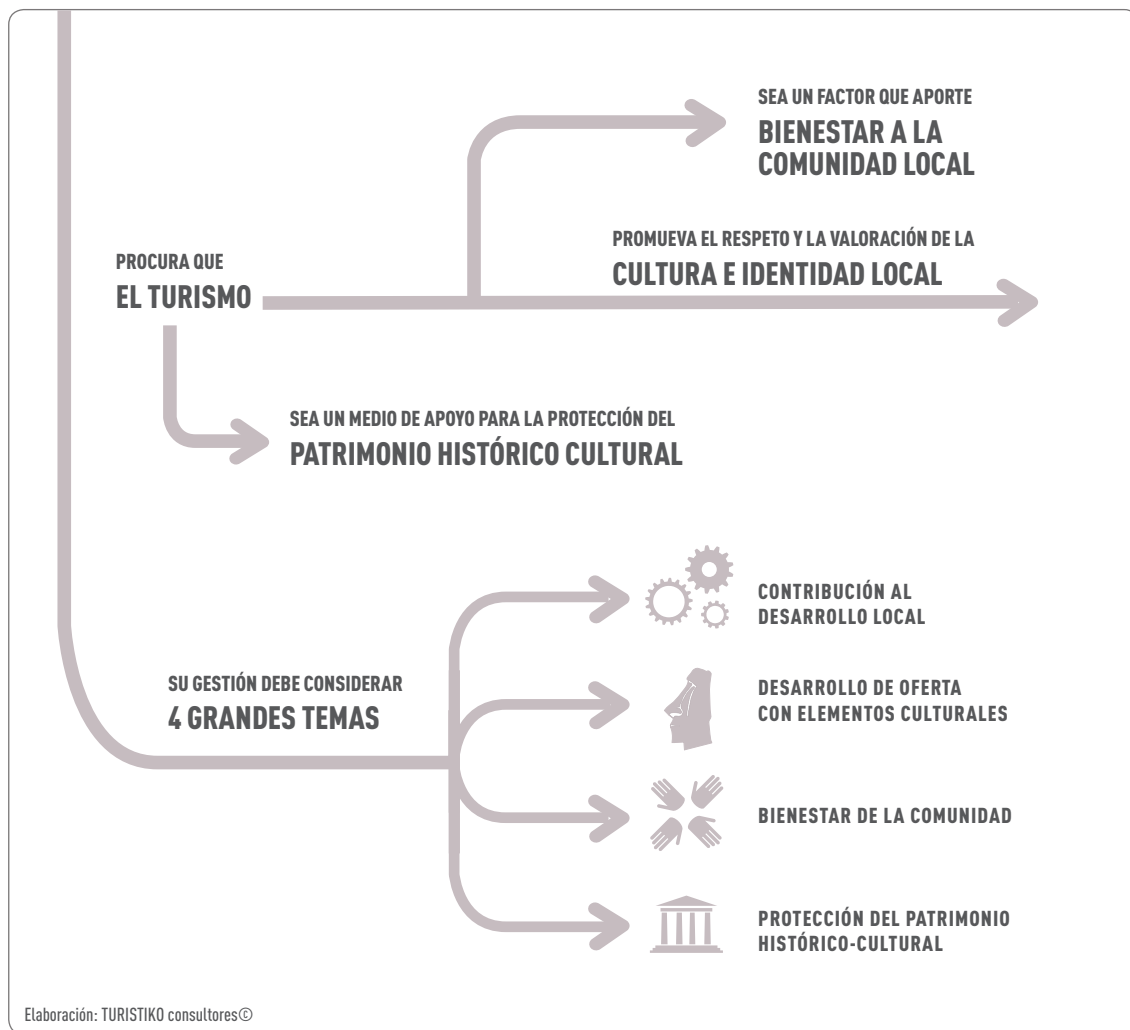 SEA UN FACTOR QUE APORTE
BIENESTAR A LA
COMUNIDAD LOCAL
PROMUEVA EL RESPETO Y LA VALORACIÓN DE LA
CULTURA E IDENTIDAD LOCAL
PROCURA QUE
EL TURISMO
SEA UN MEDIO DE APOYO PARA LA PROTECCIÓN DEL
PATRIMONIO HISTÓRICO CULTURAL
CONTRIBUCIÓN AL
DESARROLLO LOCAL
SU GESTIÓN DEBE CONSIDERAR
4 GRANDES TEMAS
DESARROLLO DE OFERTA
CON ELEMENTOS CULTURALES
BIENESTAR DE LA COMUNIDAD
PROTECCIÓN DEL PATRIMONIO
HISTÓRICO-CULTURAL
Elaboración: TURISTIKO consultores©